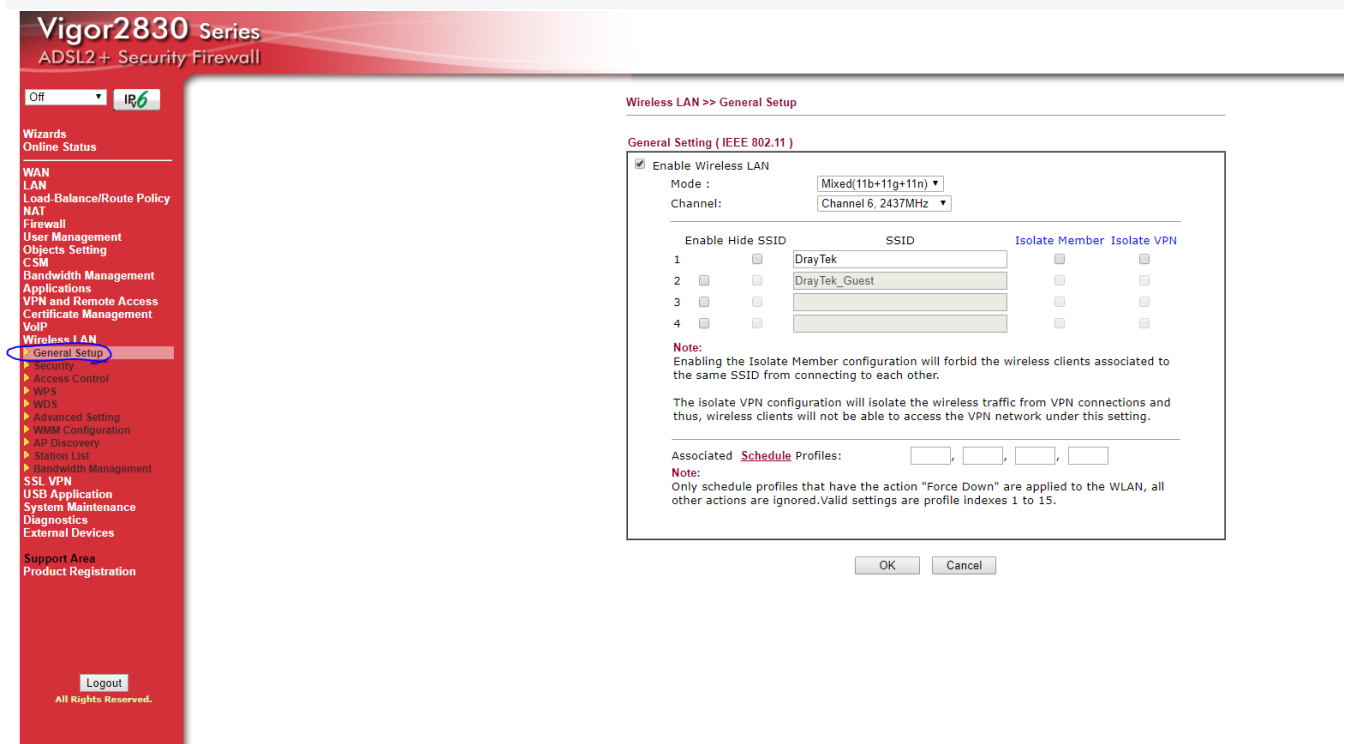 Vigor2830 Series
ADSL2+ Security Firewall
Off
IPv6
Wizards
Online Status
WAN
LAN
Load-Balance/Route Policy
NAT
Firewall
User Management
Objects Setting
CSM
Bandwidth Management
Applications
VPN and Remote Access
Certificate Management
VoIP
Wireless LAN
General Setup
Security
Access Control
WPS
WDS
Advanced Setting
WMM Configuration
AP Discovery
Station List
Bandwidth Management
SSL VPN
USB Application
System Maintenance
Diagnostics
External Devices
Support Area
Product Registration
Logout
All Rights Reserved.
Wireless LAN >> General Setup
General Setting ( IEEE 802.11 )
Enable Wireless LAN
Mode : Mixed(11b+11g+11n)
Channel: Channel 6, 2437MHz
Enable Hide SSID SSID Isolate Member Isolate VPN
1 DrayTek
2 DrayTek_Guest
3
4
Note:
Enabling the Isolate Member configuration will forbid the wireless clients associated to
the same SSID from connecting to each other.
The isolate VPN configuration will isolate the wireless traffic from VPN connections and
thus, wireless clients will not be able to access the VPN network under this setting.
Associated Schedule Profiles: , , ,
Note:
Only schedule profiles that have the action "Force Down" are applied to the WLAN, all
other actions are ignored.Valid settings are profile indexes 1 to 15.
OK Cancel